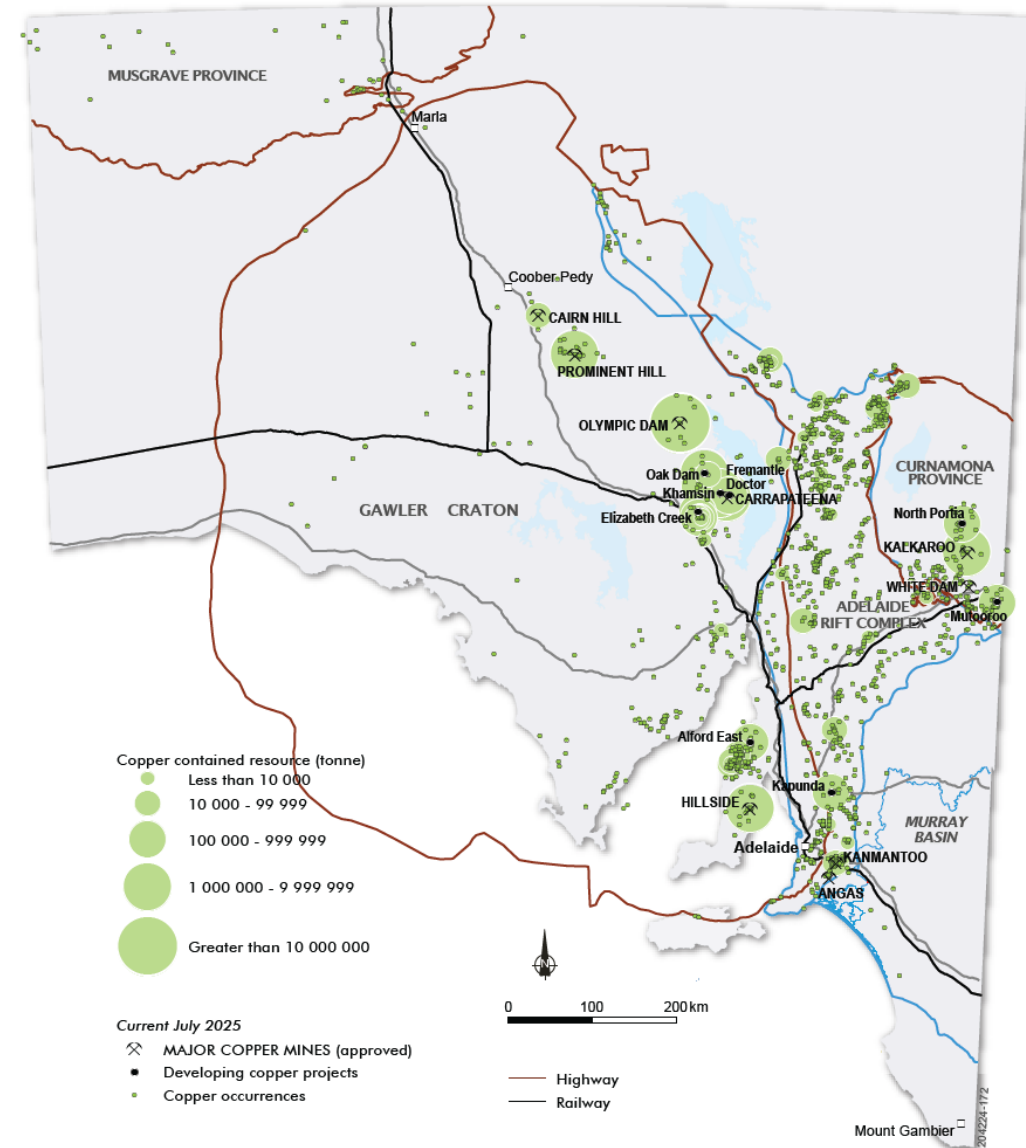 MUSGRAVE PROVINCE
Marla
Coober Pedy
CAIRN HILL
PROMINENT HILL
OLYMPIC DAM
Oak Dam
Fremantle
Doctor
Khamsin
CARRAPATEENA
Elizabeth Creek
GAWLER CRATON
CURNAMONA
PROVINCE
North Portia
KALKAROO
WHITE DAM
ADELAIDE
RIFT COMPLEX
Mutooroo
Alford East
Kapunda
HILLSIDE
MURRAY
BASIN
Adelaide
KANMANTOO
ANGAS
Copper contained resource (tonne)
Less than 10 000
10 000 - 99 999
100 000 - 999 999
1 000 000 - 9 999 999
Greater than 10 000 000
N
0 100 200 km
Current July 2025
MAJOR COPPER MINES (approved)
Developing copper projects
Copper occurrences
Highway
Railway
Mount Gambier
204224-172